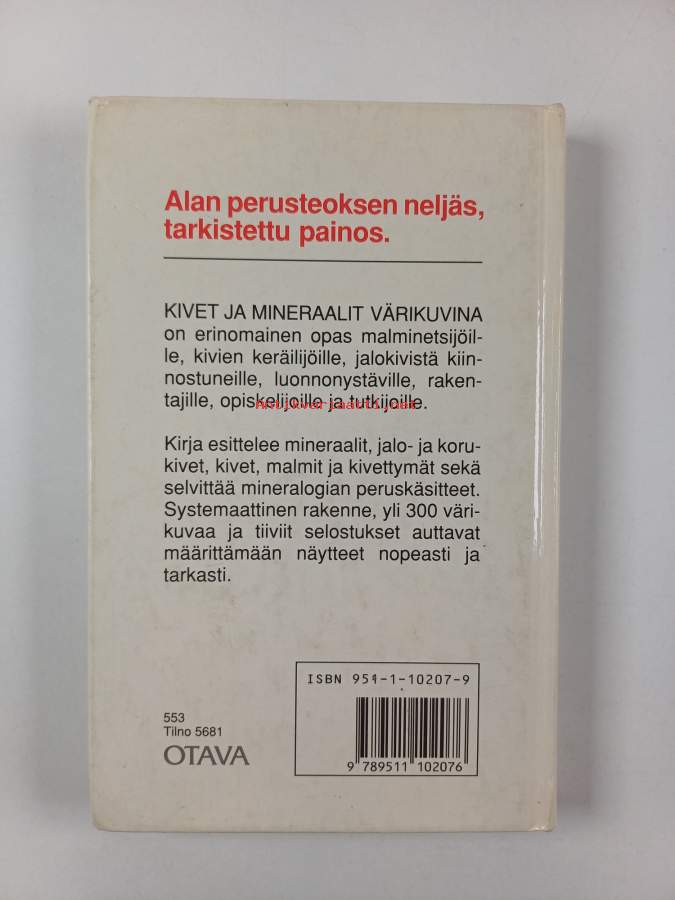 Alan perusteoksen neljäs,
tarkistettu painos.
KIVET JA MINERAALIT VÄRIKUVINA
on erinomainen opas malminetsijöil-
le, kivien keräilijöille, jalokivistä kiin-
nostuneille, luonnonystäville, raken-
tajille, opiskelijoille ja tutkijoille.
Antikvariaatti.net
Kirja esittelee mineraalit, jalo- ja koru-
kivet, kivet, malmit ja kivettymät sekä
selvittää mineralogian peruskäsitteet.
Systemaattinen rakenne, yli 300 väri-
kuvaa ja tiiviit selostukset auttavat
määrittämään näytteet nopeasti ja
tarkasti.
ISBN 951-1-10207-9
9 789511 102076
553
Tilno 5681
OTAVA